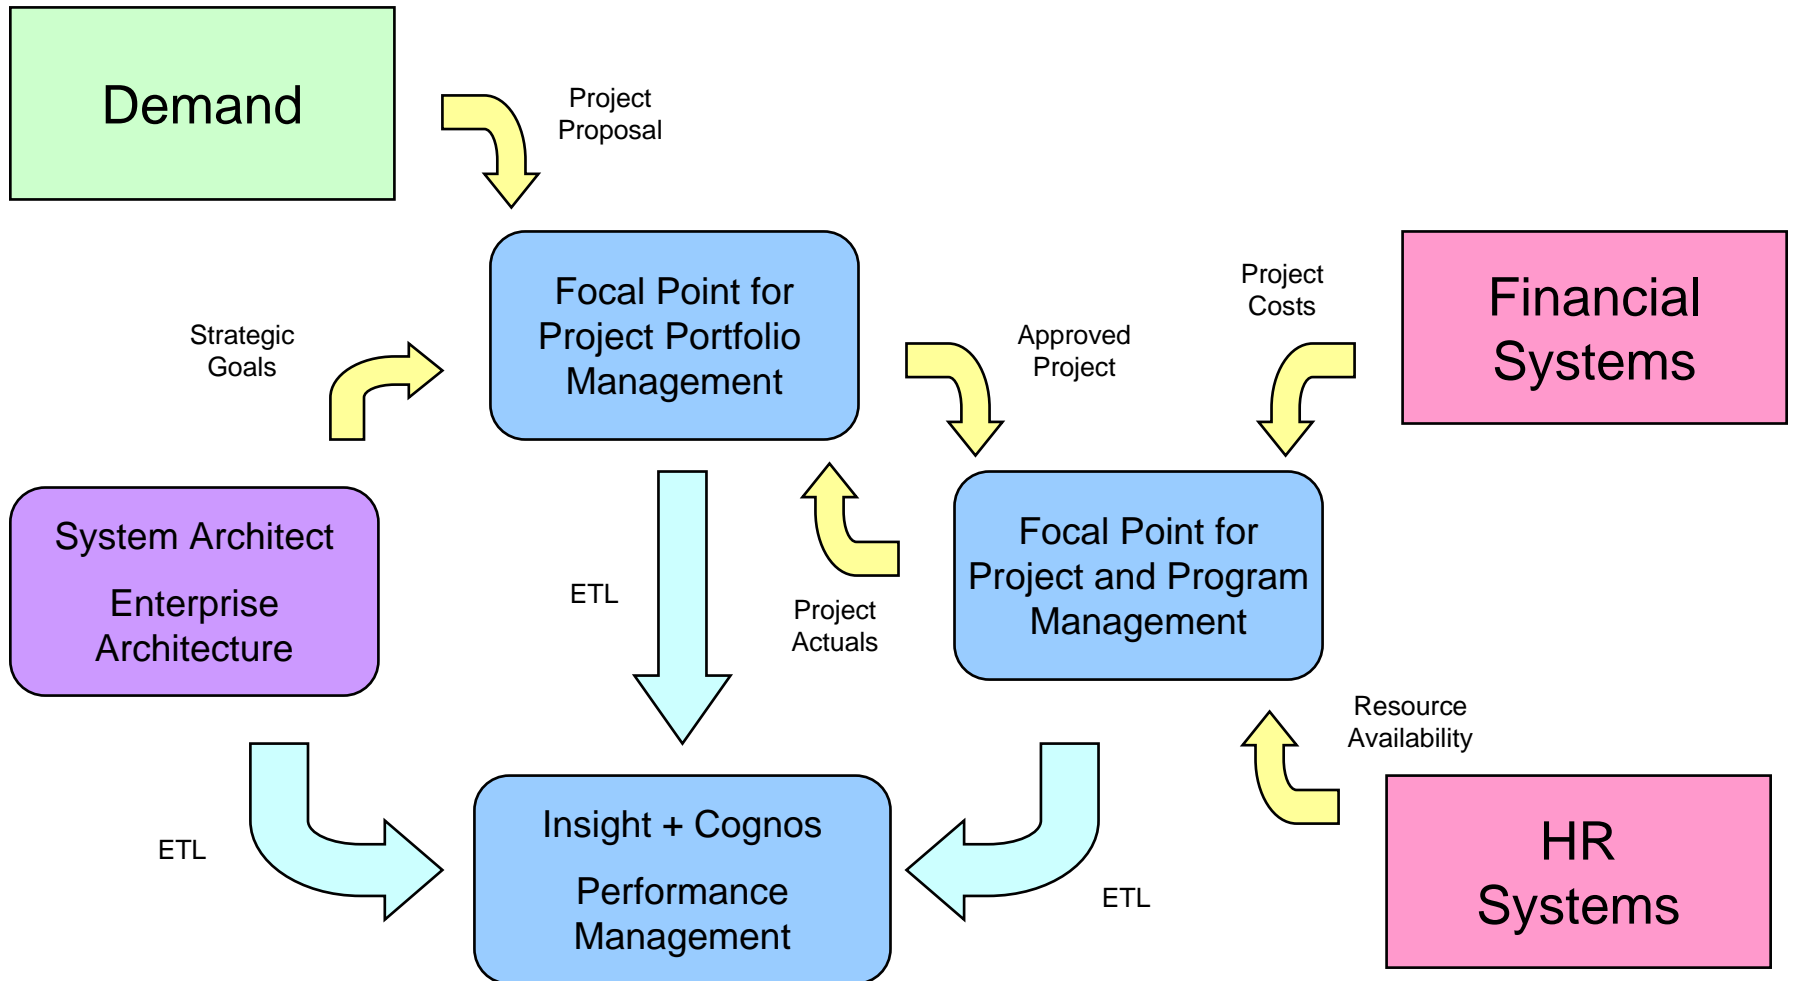 Demand
Project
Proposal
Focal Point for
Project Portfolio
Management
Project
Costs
Financial
Systems
Strategic
Goals
Approved
Project
System Architect
Enterprise
Architecture
ETL
Project
Actuals
Focal Point for
Project and Program
Management
Resource
Availability
ETL
Insight + Cognos
Performance
Management
ETL
HR
Systems